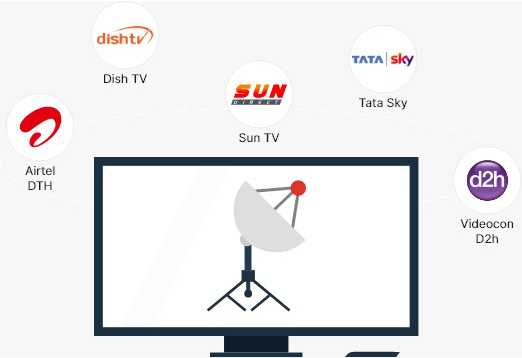 dishtv
Dish TV
TATA sky
Tata Sky
SUN
DIRECT
Sun TV
Airtel
DTH
d2h
Videocon
D2h